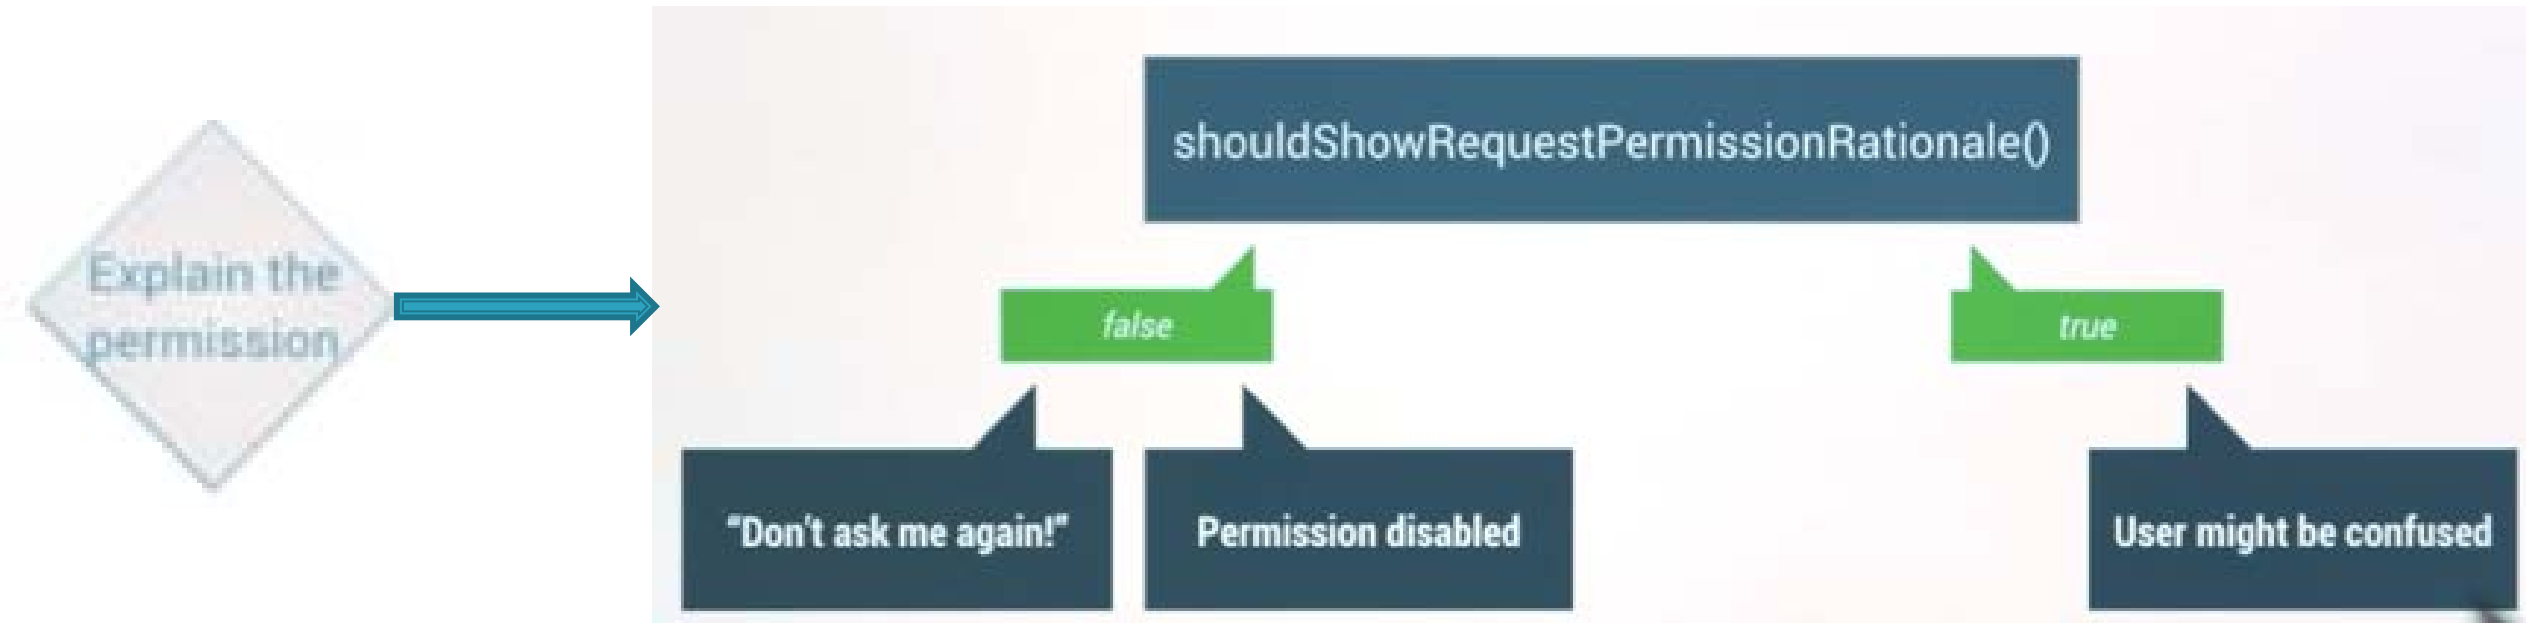 Explain the
permission
shouldShowRequestPermissionRationale()
false
true
“Don’t ask me again!”
Permission disabled
User might be confused